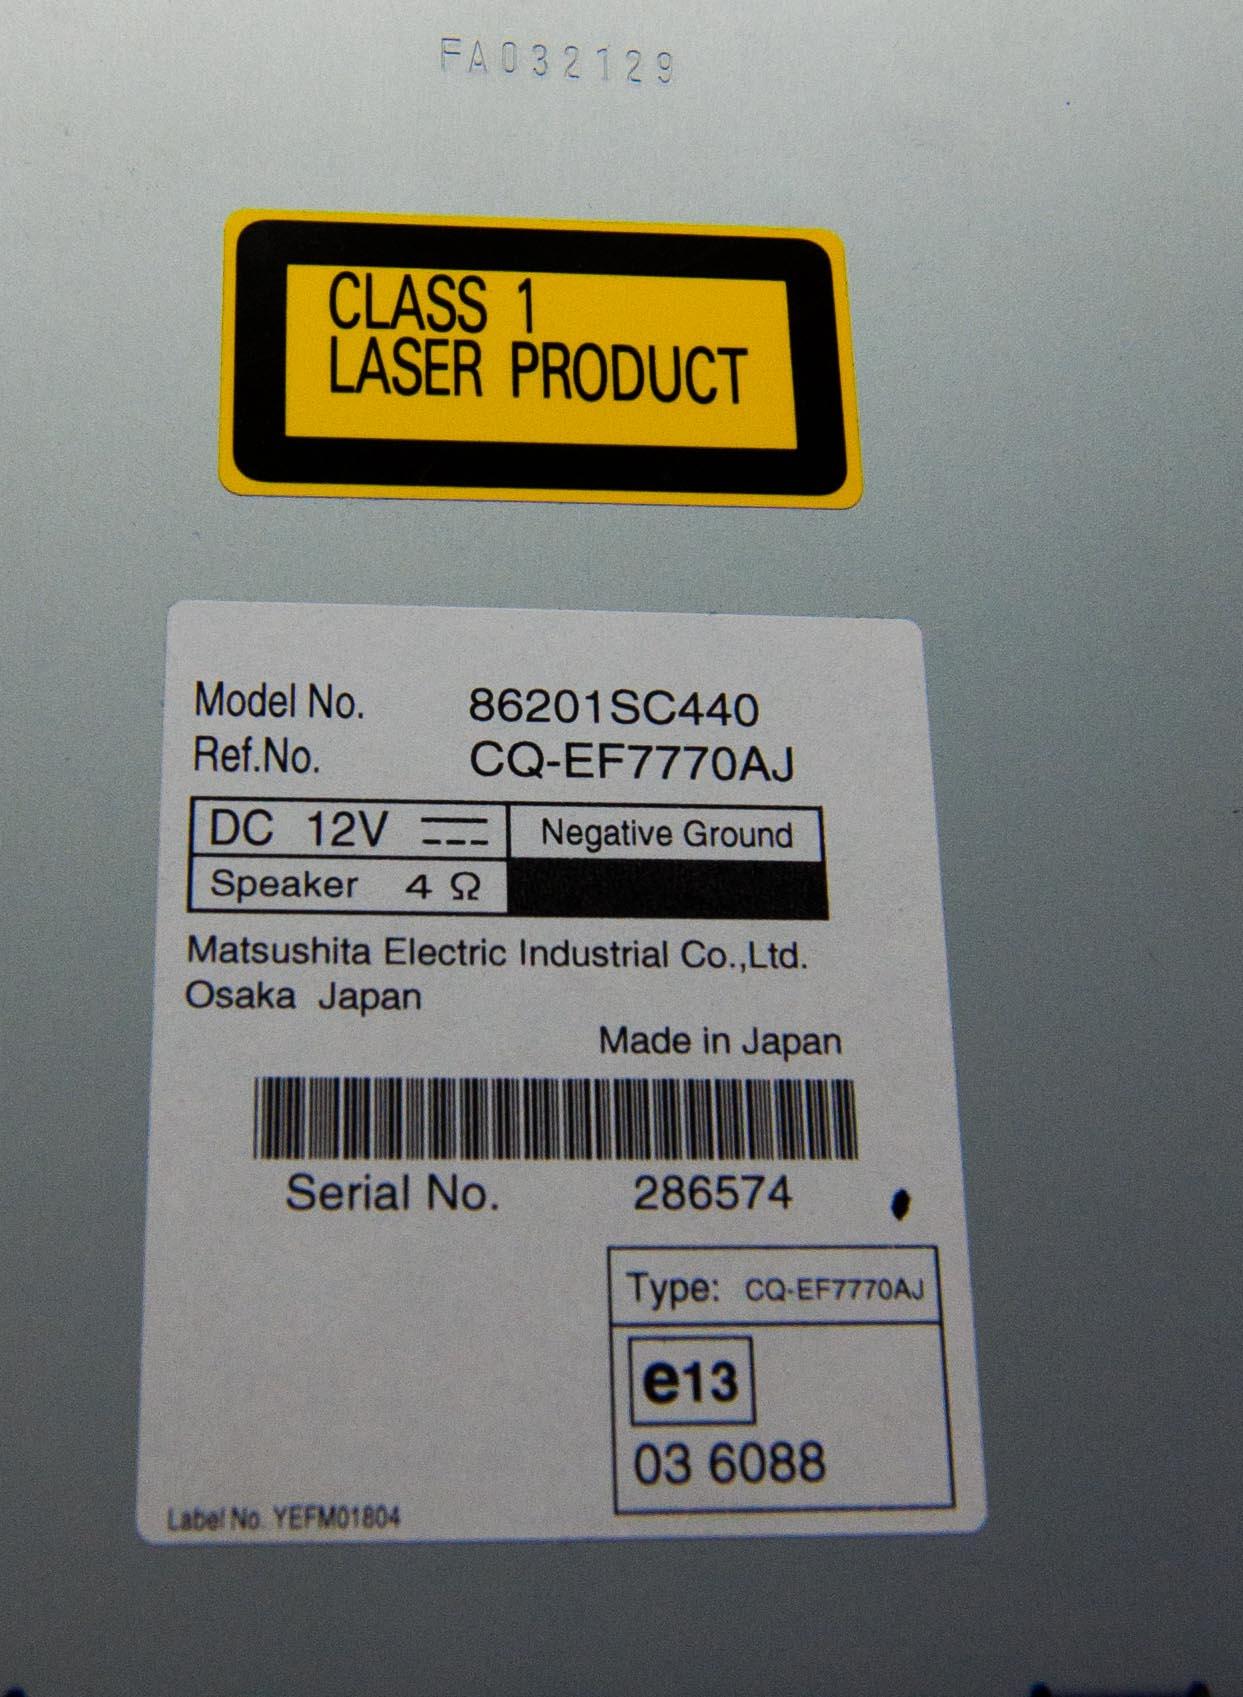 FA032129
CLASS 1
LASER PRODUCT
Model No. 86201SC440
Ref.No. CQ-EF7770AJ
DC 12V Negative Ground
Speaker 4 Ω
Matsushita Electric Industrial Co.,Ltd.
Osaka Japan
Made in Japan
Serial No. 286574
Type: CQ-EF7770AJ
e13
03 6088
Label No. YEFM01804